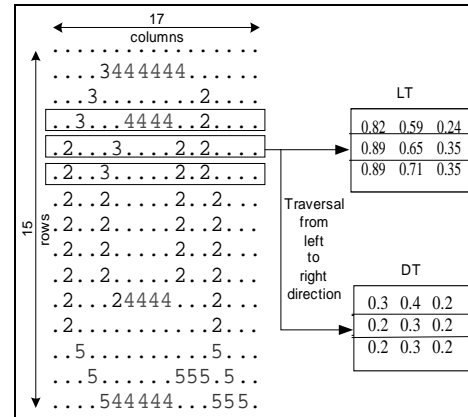 17
columns
.................
....3444444......
...3........2....
..3...4444..2....
.2...3....2.2....
.2..3.....2.2....
.2..2.....2..2...
.2..2.....2..2...
.2..2.....2..2...
.2..2.....2..2...
.2...24444...2...
.2...........2...
..5..........5...
...5......555.5..
....544444...555.
15
rows
Traversal
from
left
to
right
direction
LT
0.82 0.59 0.24
0.89 0.65 0.35
0.89 0.71 0.35
DT
0.3 0.4 0.2
0.2 0.3 0.2
0.2 0.3 0.2